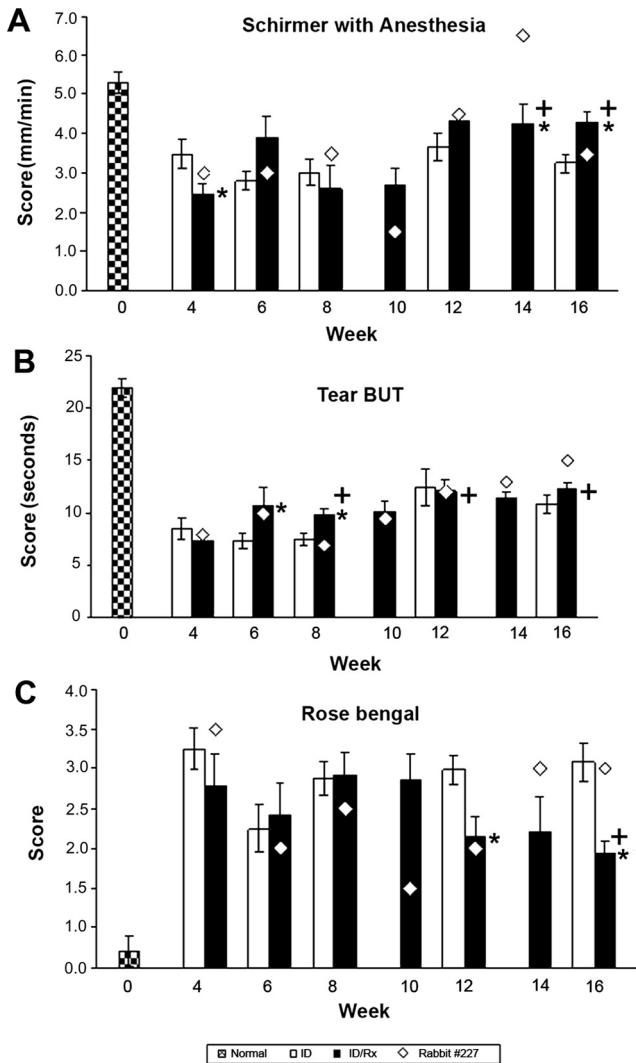 A
Schirmer with Anesthesia
Score (mm/min)
7.0
6.0
5.0
4.0
3.0
2.0
1.0
0.0
+ +
* * *
0 4 6 8 10 12 14 16
Week
B
Tear BUT
Score (seconds)
25
20
15
10
5
0
* + * + +
0 4 6 8 10 12 14 16
Week
C
Rose bengal
Score
4.0
3.5
3.0
2.5
2.0
1.5
1.0
0.0
* + *
0 4 6 8 10 12 14 16
Week
Normal ID ID/Rx Rabbit #227